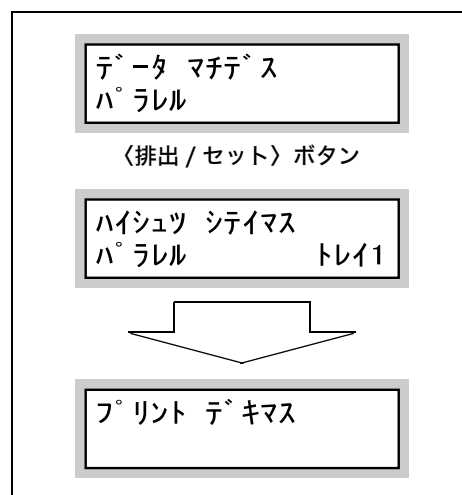 データ マチデス
パラレル
〈排出 / セット〉ボタン
ハイシュツ シテイマス
パラレル トレイ1
プリント デキマス